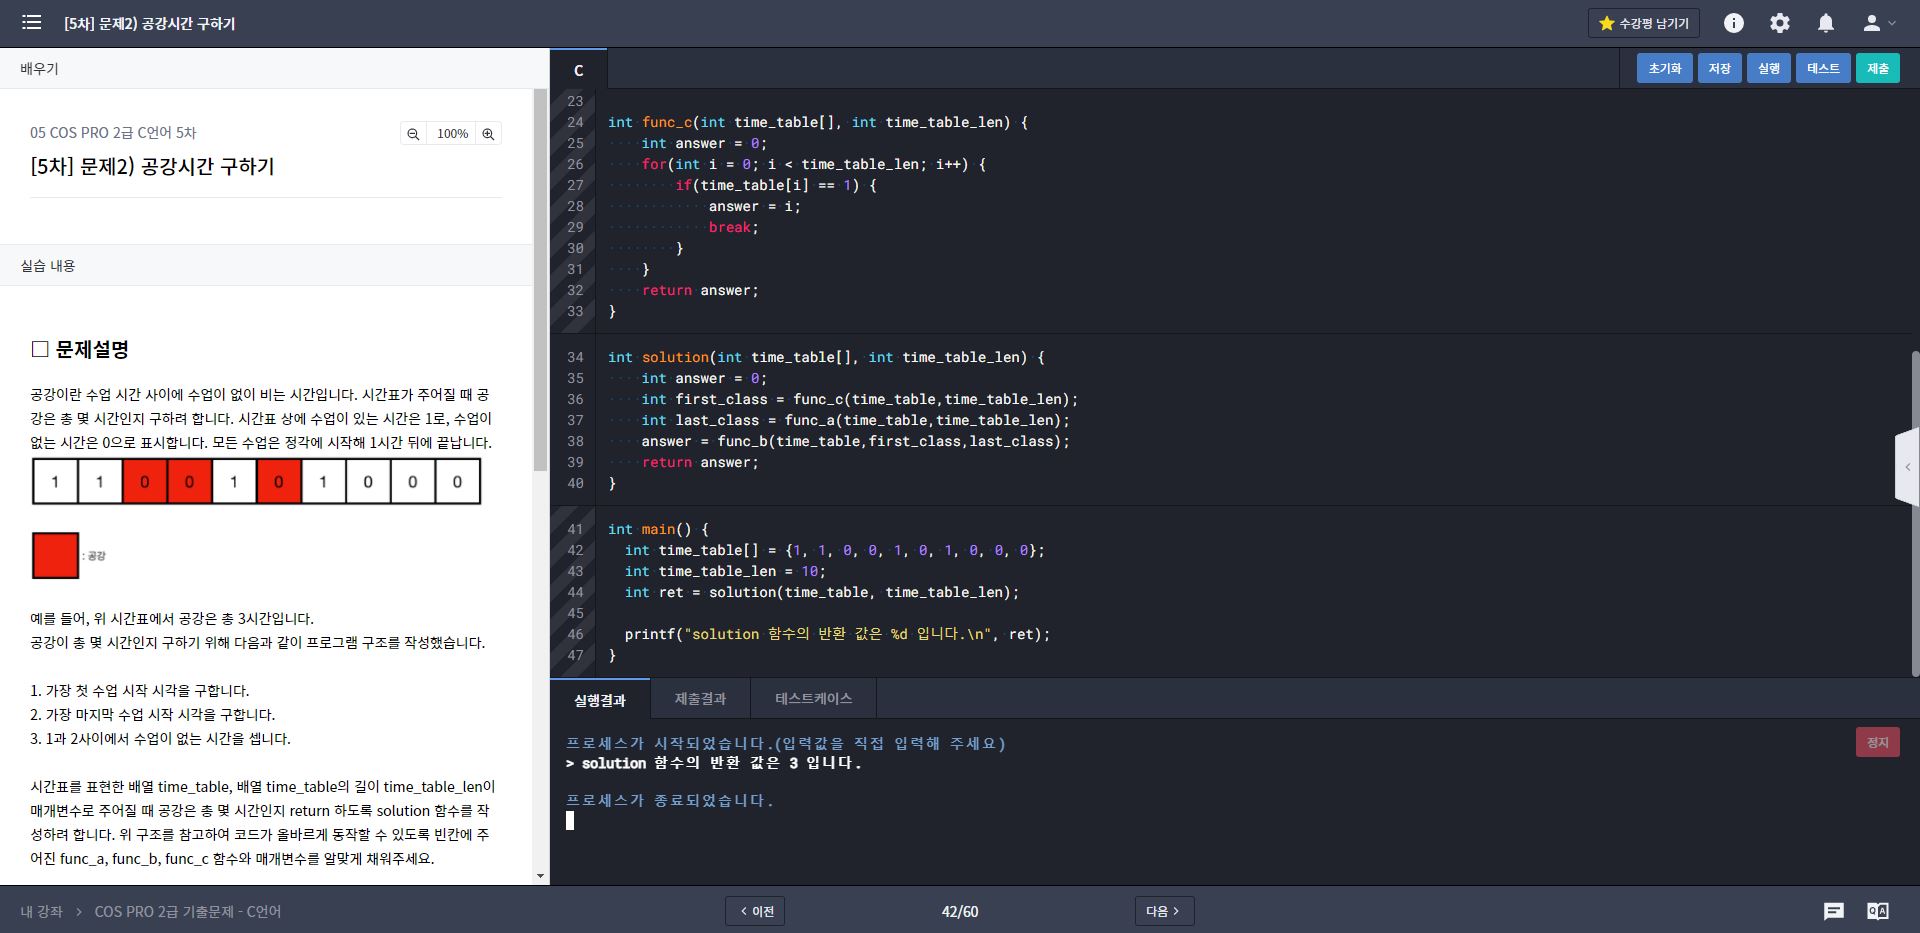 [5차] 문제2) 공강시간 구하기
수강평 남기기
배우기
05 COS PRO 2급 C언어 5차
100%
[5차] 문제2) 공강시간 구하기
실습 내용
□ 문제설명
공강이란 수업 시간 사이에 수업이 없이 비는 시간입니다. 시간표가 주어질 때 공
강은 총 몇 시간인지 구하려 합니다. 시간표 상에 수업이 있는 시간은 1로, 수업이
없는 시간은 0으로 표시합니다. 모든 수업은 정각에 시작해 1시간 뒤에 끝납니다.
1 1 0 0 1 0 1 0 0 0
: 공강
예를 들어, 위 시간표에서 공강은 총 3시간입니다.
공강이 총 몇 시간인지 구하기 위해 다음과 같이 프로그램 구조를 작성했습니다.
1. 가장 첫 수업 시작 시각을 구합니다.
2. 가장 마지막 수업 시작 시각을 구합니다.
3. 1과 2사이에서 수업이 없는 시간을 셉니다.
시간표를 표현한 배열 time_table, 배열 time_table의 길이 time_table_len이
매개변수로 주어질 때 공강은 총 몇 시간인지 return 하도록 solution 함수를 작
성하려 합니다. 위 구조를 참고하여 코드가 올바르게 동작할 수 있도록 빈칸에 주
어진 func_a, func_b, func_c 함수와 매개변수를 알맞게 채워주세요.
C
초기화 저장 실행 테스트 제출
23
24 int func_c(int time_table[], int time_table_len) {
25 int answer = 0;
26 for(int i = 0; i < time_table_len; i++) {
27 if(time_table[i] == 1) {
28 answer = i;
29 break;
30 }
31 }
32 return answer;
33 }
34 int solution(int time_table[], int time_table_len) {
35 int answer = 0;
36 int first_class = func_c(time_table,time_table_len);
37 int last_class = func_a(time_table,time_table_len);
38 answer = func_b(time_table,first_class,last_class);
39 return answer;
40 }
41 int main() {
42 int time_table[] = {1, 1, 0, 0, 1, 0, 1, 0, 0, 0};
43 int time_table_len = 10;
44 int ret = solution(time_table, time_table_len);
45
46 printf("solution 함수의 반환 값은 %d 입니다.\n", ret);
47 }
실행결과 제출결과 테스트케이스
프로세스가 시작되었습니다.(입력값을 직접 입력해 주세요)
정지
> solution 함수의 반환 값은 3 입니다.
프로세스가 종료되었습니다.
내 강좌 > COS PRO 2급 기출문제 - C언어
< 이전
42/60
다음 >